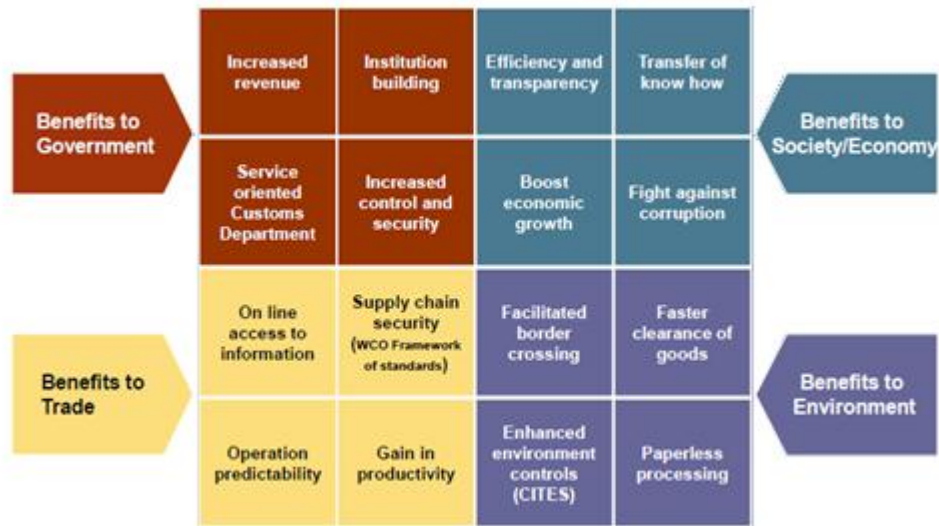 Benefits to
Government
Increased
revenue
Institution
building
Service
oriented
Customs
Department
Increased
control and
security
Efficiency and
transparency
Transfer of
know how
Boost
economic
growth
Fight against
corruption
Benefits to
Society/Economy
Benefits to
Trade
On line
access to
information
Supply chain
security
(WCO Framework
of standards)
Operation
predictability
Gain in
productivity
Facilitated
border
crossing
Faster
clearance of
goods
Enhanced
environment
controls
(CITES)
Paperless
processing
Benefits to
Environment